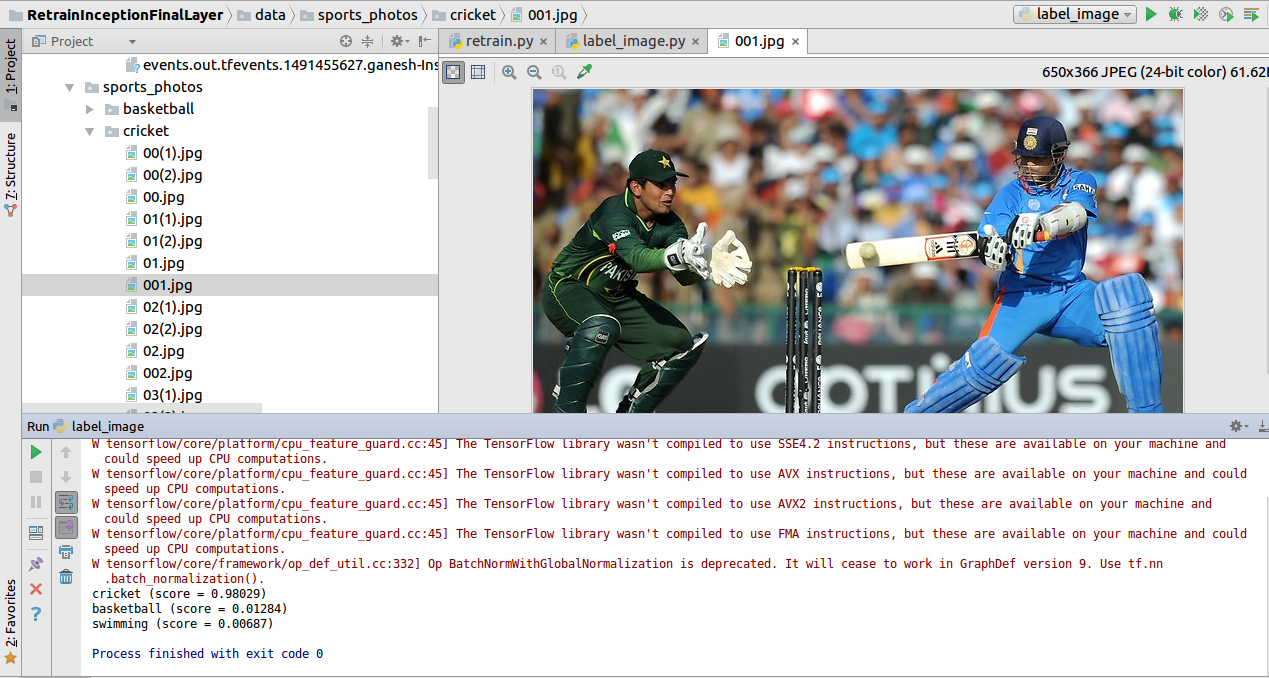 RetrainInceptionFinalLayer data sports_photos cricket 001.jpg label_image
1: Project
7: Structure
2: Favorites
Project
retrain.py × label_image.py × 001.jpg ×
650x366 JPEG (24-bit color) 61.62
events.out.tfevents.1491455627.ganesh-Ins
sports_photos
basketball
cricket
00(1).jpg
00(2).jpg
00.jpg
01(1).jpg
01(2).jpg
01.jpg
001.jpg
02(1).jpg
02(2).jpg
02.jpg
002.jpg
03(1).jpg
PAKIS
SAHA
Run label_image
W tensorflow/core/platform/cpu_feature_guard.cc:45] The TensorFlow library wasn't compiled to use SSE4.2 instructions, but these are available on your machine and
could speed up CPU computations.
W tensorflow/core/platform/cpu_feature_guard.cc:45] The TensorFlow library wasn't compiled to use AVX instructions, but these are available on your machine and could
speed up CPU computations.
W tensorflow/core/platform/cpu_feature_guard.cc:45] The TensorFlow library wasn't compiled to use AVX2 instructions, but these are available on your machine and
could speed up CPU computations.
W tensorflow/core/platform/cpu_feature_guard.cc:45] The TensorFlow library wasn't compiled to use FMA instructions, but these are available on your machine and could
speed up CPU computations.
W tensorflow/core/framework/op_def_util.cc:332] Op BatchNormWithGlobalNormalization is deprecated. It will cease to work in GraphDef version 9. Use tf.nn
.batch_normalization().
cricket (score = 0.98029)
basketball (score = 0.01284)
swimming (score = 0.00687)
Process finished with exit code 0